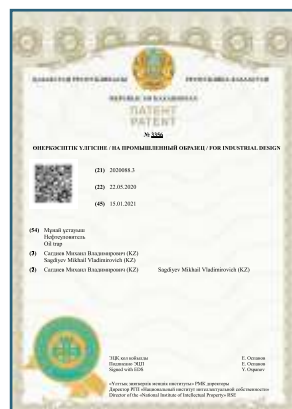 ҚАЗАҚСТАН РЕСПУБЛИКАСЫ РЕСПУБЛИКА КАЗАХСТАН
REPUBLIC OF KAZAKHSTAN
ПАТЕНТ
PATENT
№ 3356
ӨНЕРКӘСІПТІК ҮЛГІСІНЕ / НА ПРОМЫШЛЕННЫЙ ОБРАЗЕЦ / FOR INDUSTRIAL DESIGN
(21) 2020088.3
(22) 22.05.2020
(45) 15.01.2021
(54) Мұнай ұстауыш
Нефтеуловитель
Oil trap
(73) Сагдиев Михаил Владимирович (KZ)
Sagdiyev Mikhail Vladimirovich (KZ)
(72) Сагдиев Михаил Владимирович (KZ) Sagdiyev Mikhail Vladimirovich (KZ)
ЭЦҚ қол қойылды Е. Оспанов
Подписано ЭЦП Е. Оспанов
Signed with EDS Y. Ospanov
«Ұлттық зияткерлік меншік институты» РМК директоры
Директор РГП «Национальный институт интеллектуальной собственности»
Director of the «National Institute of Intellectual Property» RSE